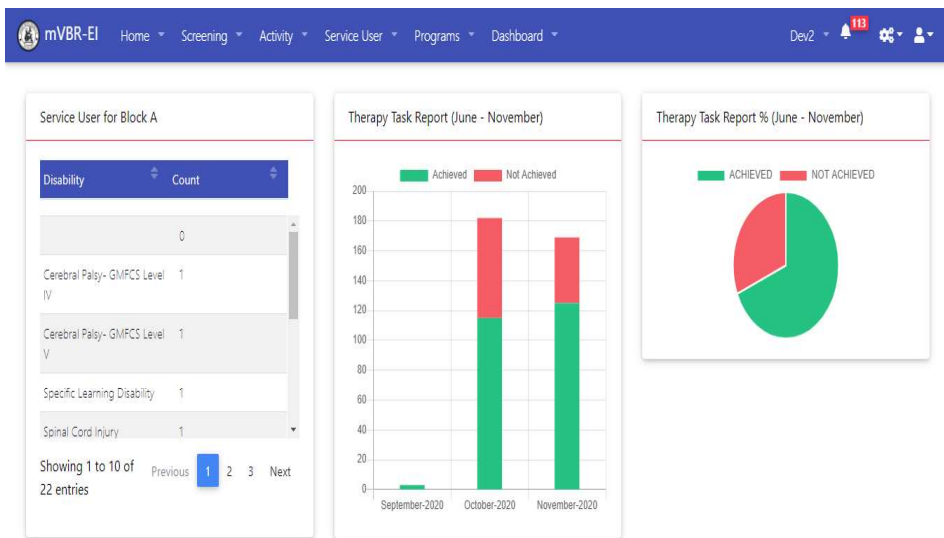 mVBR-EI Home Screening Activity Service User Programs Dashboard Dev2 113
Service User for Block A
Disability Count
0
Cerebral Palsy- GMFCS Level 1
IV
Cerebral Palsy- GMFCS Level 1
V
Specific Learning Disability 1
Spinal Cord Injury 1
Showing 1 to 10 of
22 entries
Previous 1 2 3 Next
Therapy Task Report (June - November)
Achieved Not Achieved
200
180
160
140
120
100
80
60
40
20
0
September-2020 October-2020 November-2020
Therapy Task Report % (June - November)
ACHIEVED NOT ACHIEVED